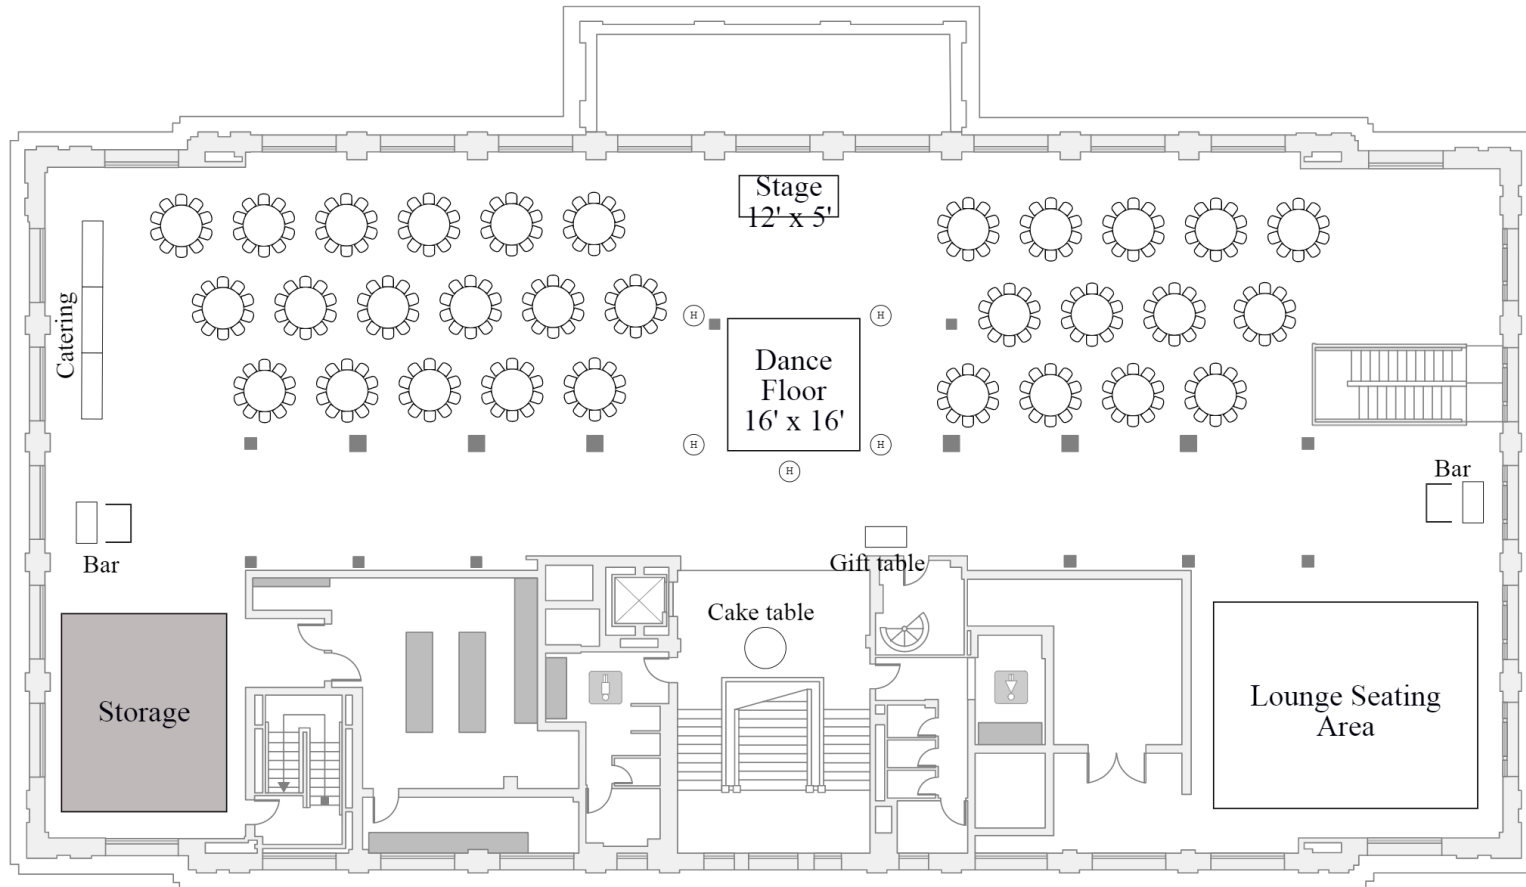 Stage
12' x 5'
Catering
H
H
Dance
Floor
16' x 16'
H
H
H
Bar
Bar
Gift table
Cake table
Storage
Lounge Seating
Area